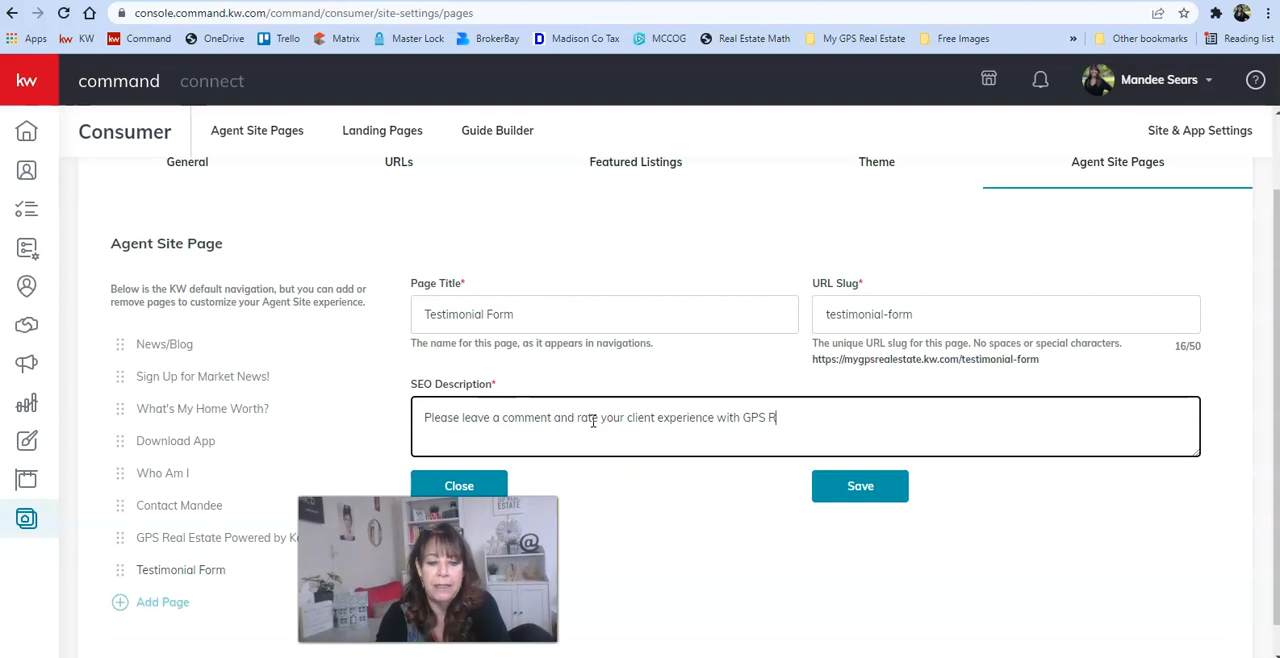 console.command.kw.com/command/consumer/site-settings/pages
Apps KW Command OneDrive Trello Matrix Master Lock BrokerBay Madison Co Tax MCCOG Real Estate Math My GPS Real Estate Free Images » Other bookmarks Reading list
kw command connect Mandee Sears
Consumer Agent Site Pages Landing Pages Guide Builder Site & App Settings
General URLs Featured Listings Theme Agent Site Pages
Agent Site Page
Below is the KW default navigation, but you can add or
remove pages to customize your Agent Site experience.
News/Blog
Sign Up for Market News!
What's My Home Worth?
Display App
Who Am I
Contact Mandee
GPS Real Estate Powered by Ke
Testimonial Form
Add Page
Page Title*
Testimonial Form
The name for this page, as it appears in navigations.
URL Slug*
testimonial-form
The unique URL slug for this page. No spaces or special characters. 16/50
https://mygpsrealestate.kw.com/testimonial-form
SEO Description*
Please leave a comment and rate your client experience with GPS R
Close Save
ESTATE
@